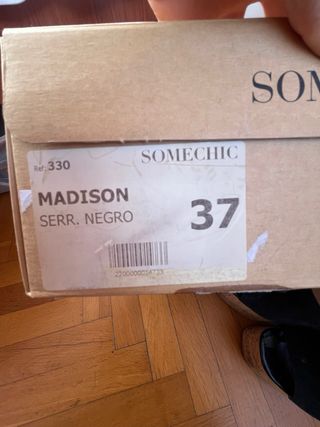 SOM
Ref: 330
SOMECHIC
MADISON
SERR. NEGRO
37